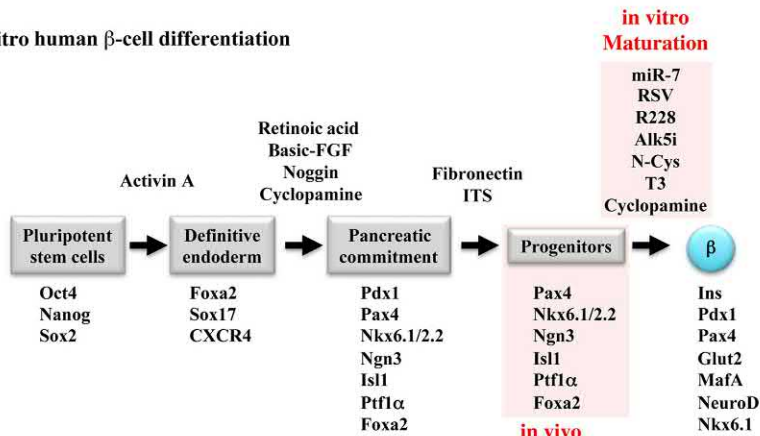 itro human β-cell differentiation
in vitro
Maturation
miR-7
RSV
R228
Alk5i
N-Cys
T3
Cyclopamine
Retinoic acid
Basic-FGF
Noggin
Cyclopamine
Activin A
Fibronectin
ITS
Pluripotent
stem cells
Definitive
endoderm
Pancreatic
commitment
Progenitors
β
Oct4
Nanog
Sox2
Foxa2
Sox17
CXCR4
Pdx1
Pax4
Nkx6.1/2.2
Ngn3
Isl1
Ptf1α
Foxa2
Pax4
Nkx6.1/2.2
Ngn3
Isl1
Ptf1α
Foxa2
Ins
Pdx1
Pax4
Glut2
MafA
NeuroD
Nkx6.1
in vivo